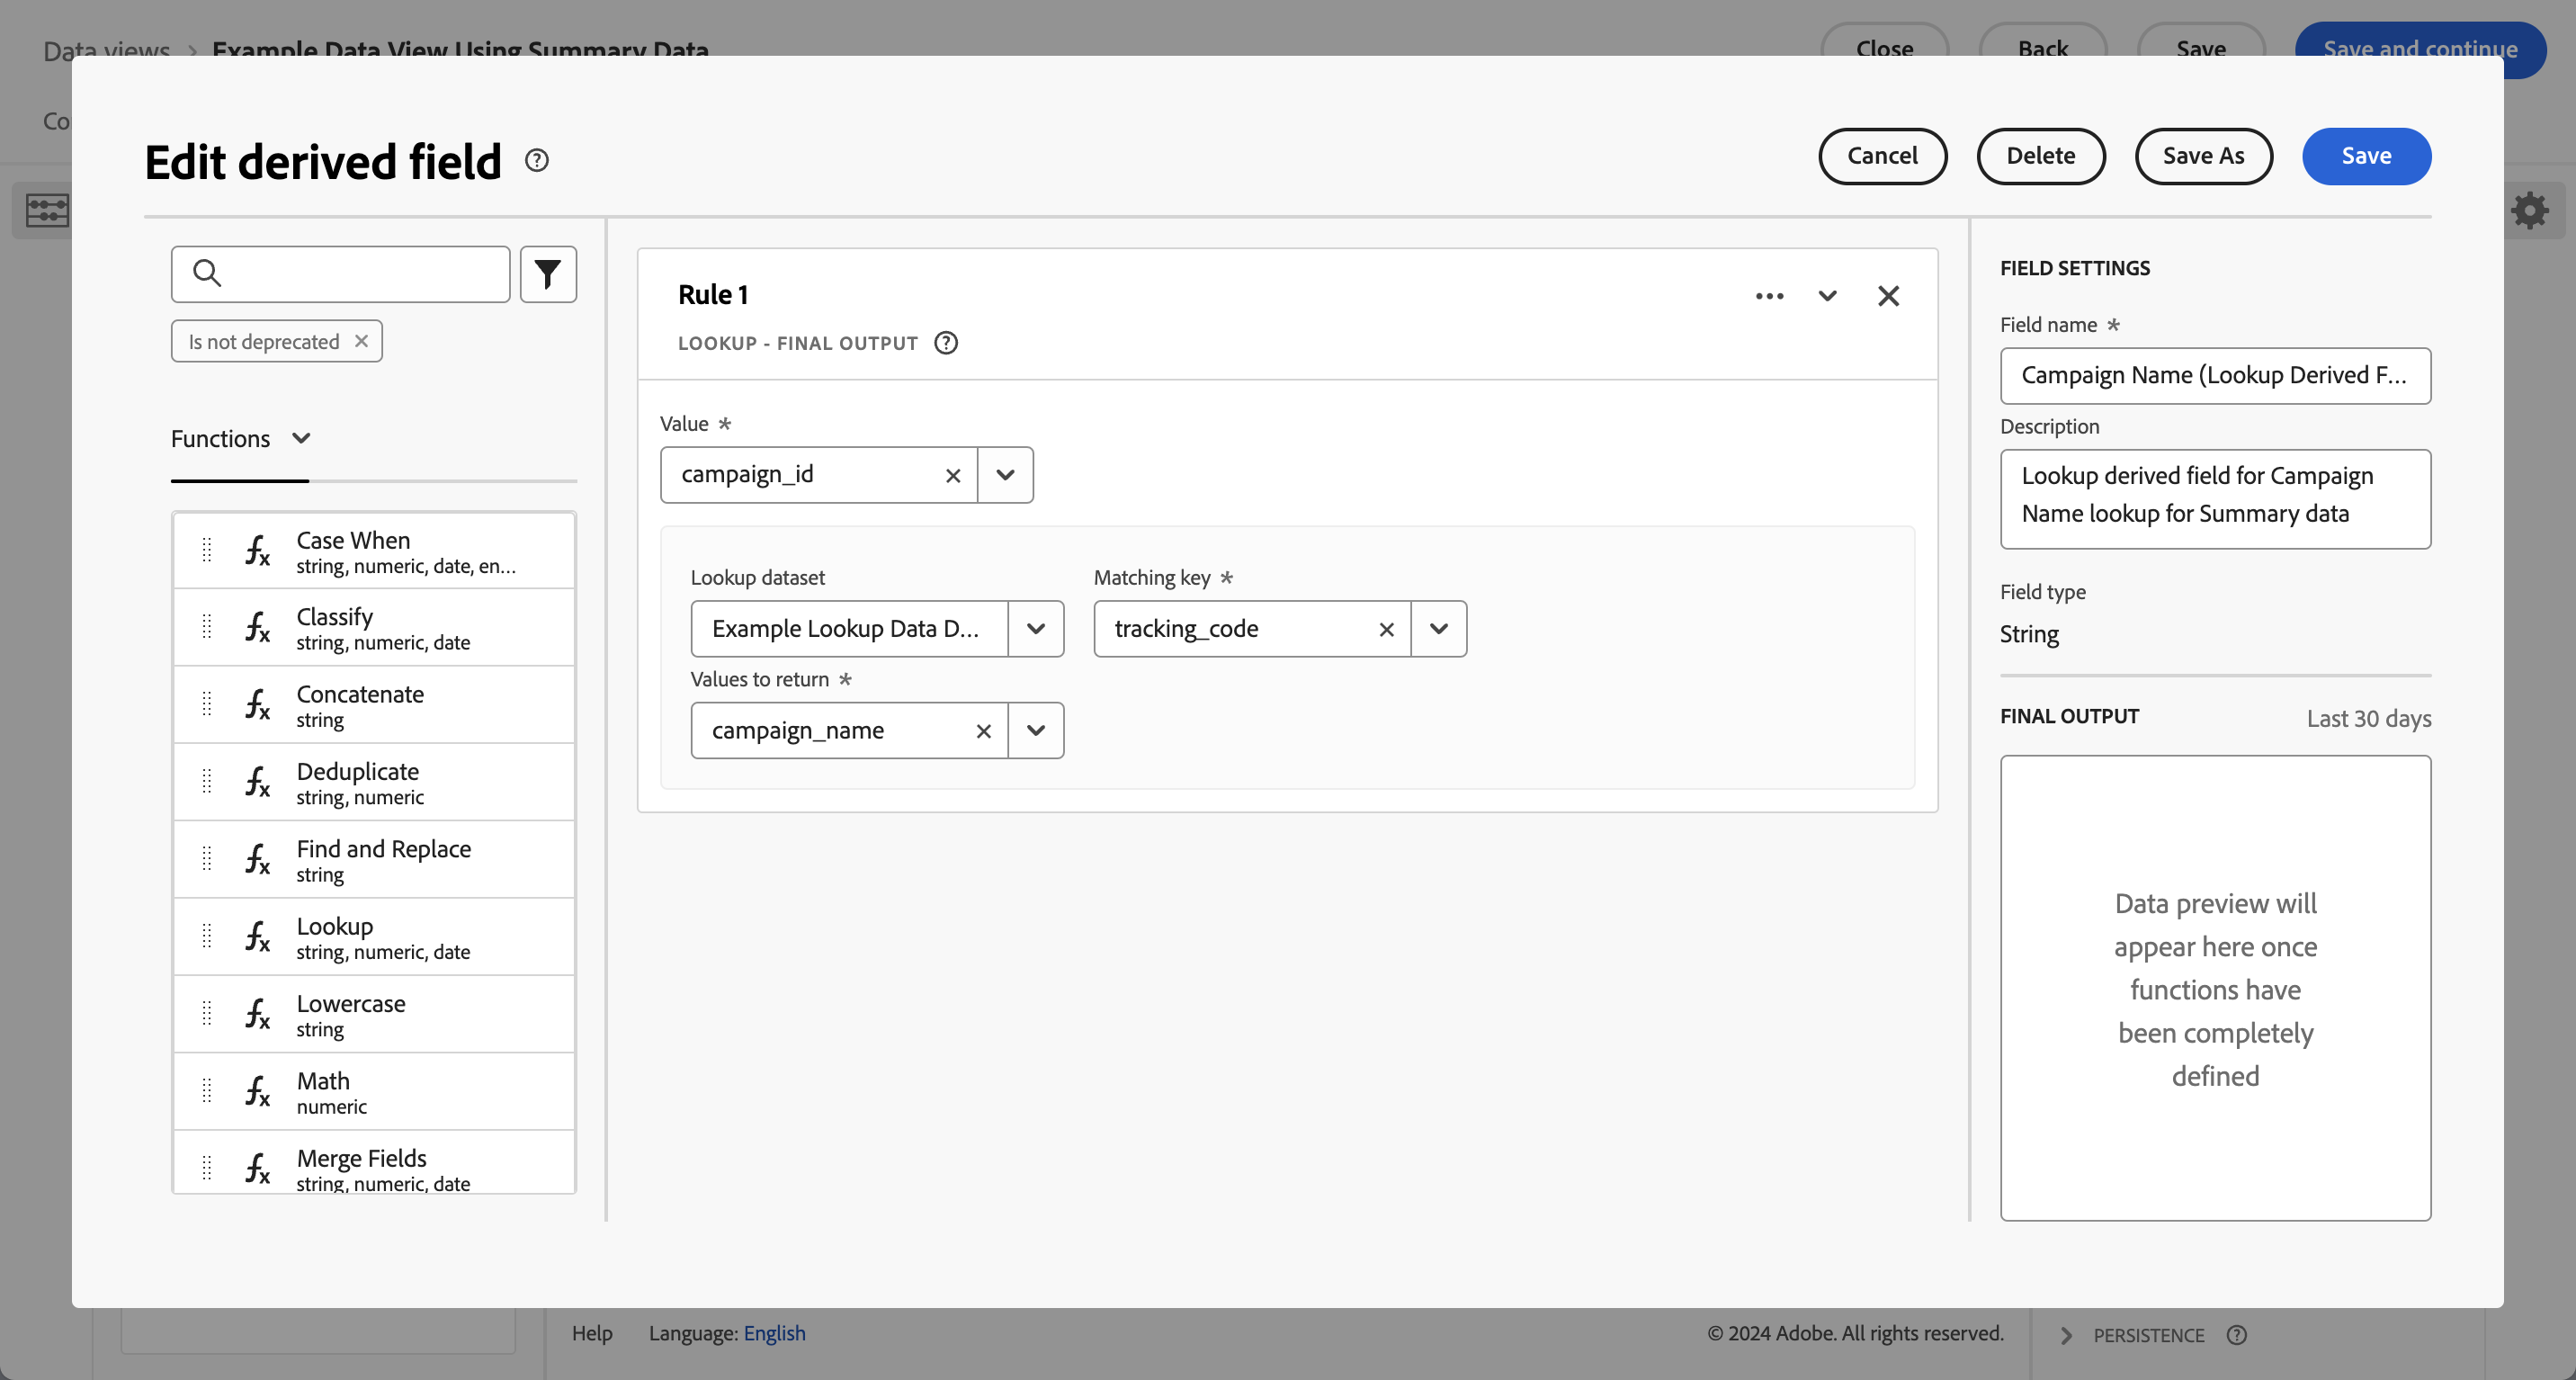 Data views > Example Data View Using Summary Data
Close
Back
Save
Save and continue
Edit derived field
Cancel
Delete
Save As
Save
Is not deprecated
Functions
Case When
string, numeric, date, en...
Classify
string, numeric, date
Concatenate
string
Deduplicate
string, numeric
Find and Replace
string
Lookup
string, numeric, date
Lowercase
string
Math
numeric
Merge Fields
string, numeric, date
Rule 1
LOOKUP - FINAL OUTPUT
Value *
campaign_id
Lookup dataset
Matching key *
Example Lookup Data D...
tracking_code
Values to return *
campaign_name
FIELD SETTINGS
Field name *
Campaign Name (Lookup Derived F...
Description
Lookup derived field for Campaign
Name lookup for Summary data
Field type
String
FINAL OUTPUT
Last 30 days
Data preview will
appear here once
functions have
been completely
defined
Help
Language: English
© 2024 Adobe. All rights reserved.
PERSISTENCE